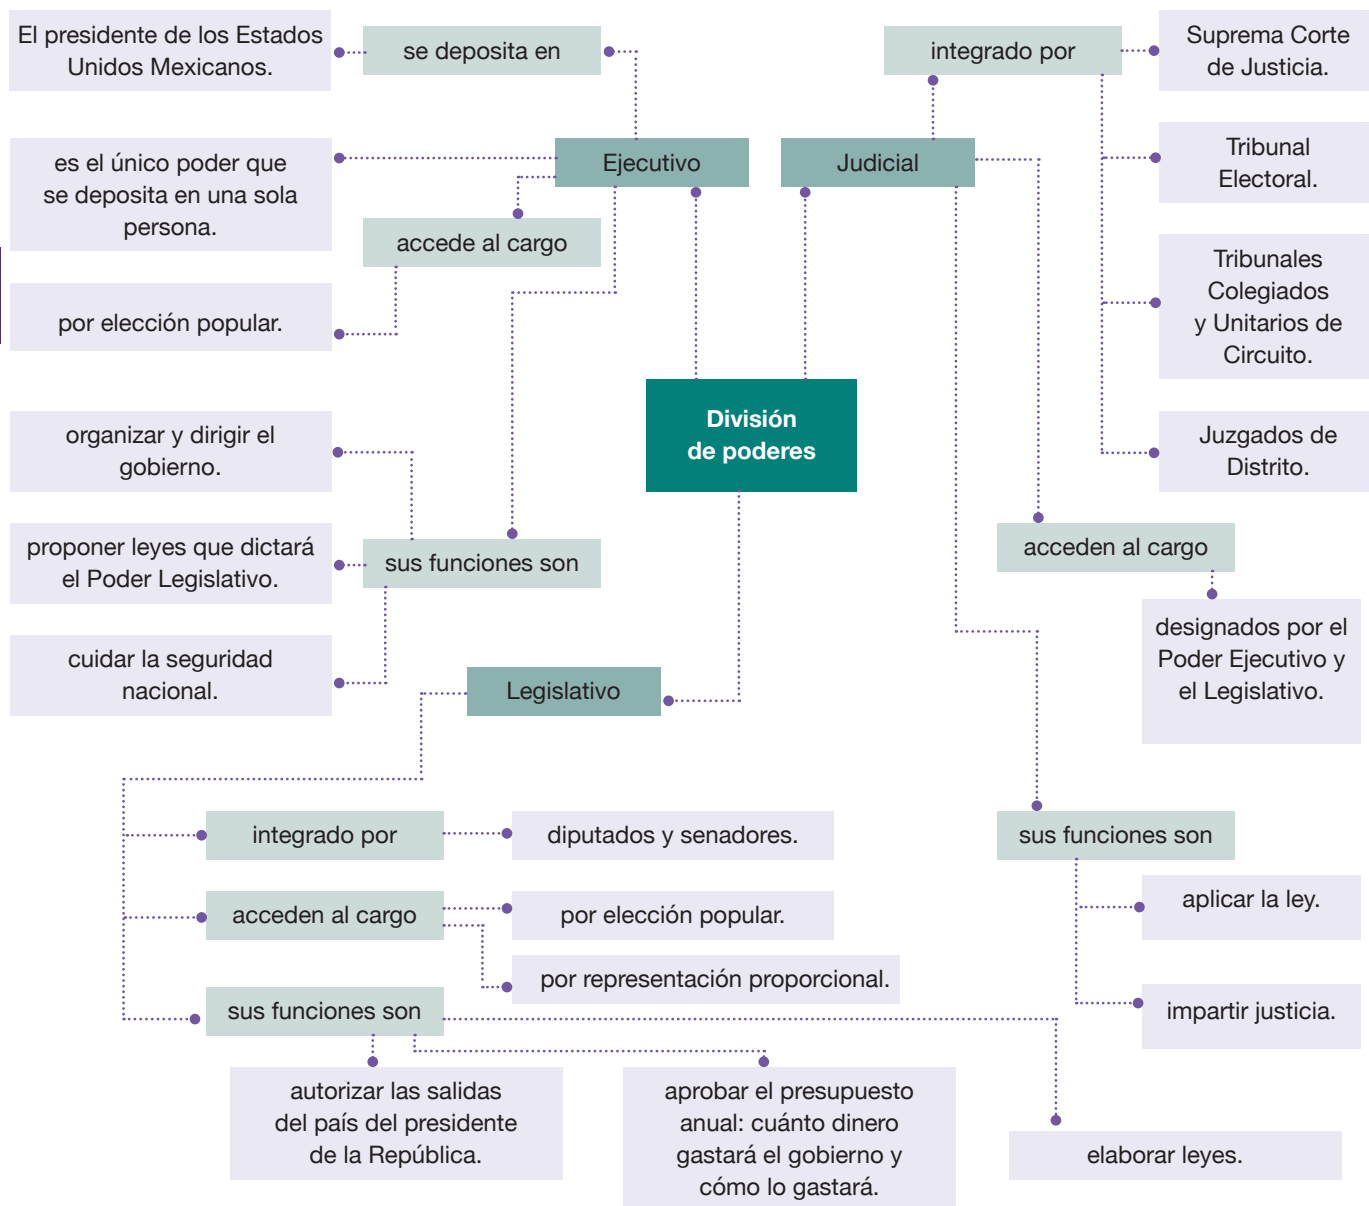 El presidente de los Estados
Unidos Mexicanos.
se deposita en
integrado por
Suprema Corte
de Justicia.
es el único poder que
se deposita en una sola
persona.
Ejecutivo
Judicial
Tribunal
Electoral.
accede al cargo
por elección popular.
Tribunales
Colegiados
y Unitarios de
Circuito.
División
de poderes
organizar y dirigir el
gobierno.
Juzgados de
Distrito.
proponer leyes que dictará
el Poder Legislativo.
sus funciones son
acceden al cargo
cuidar la seguridad
nacional.
Legislativo
designados por el
Poder Ejecutivo y
el Legislativo.
integrado por
diputados y senadores.
sus funciones son
acceden al cargo
por elección popular.
aplicar la ley.
por representación proporcional.
sus funciones son
impartir justicia.
autorizar las salidas
del país del presidente
de la República.
aprobar el presupuesto
anual: cuánto dinero
gastará el gobierno y
cómo lo gastará.
elaborar leyes.